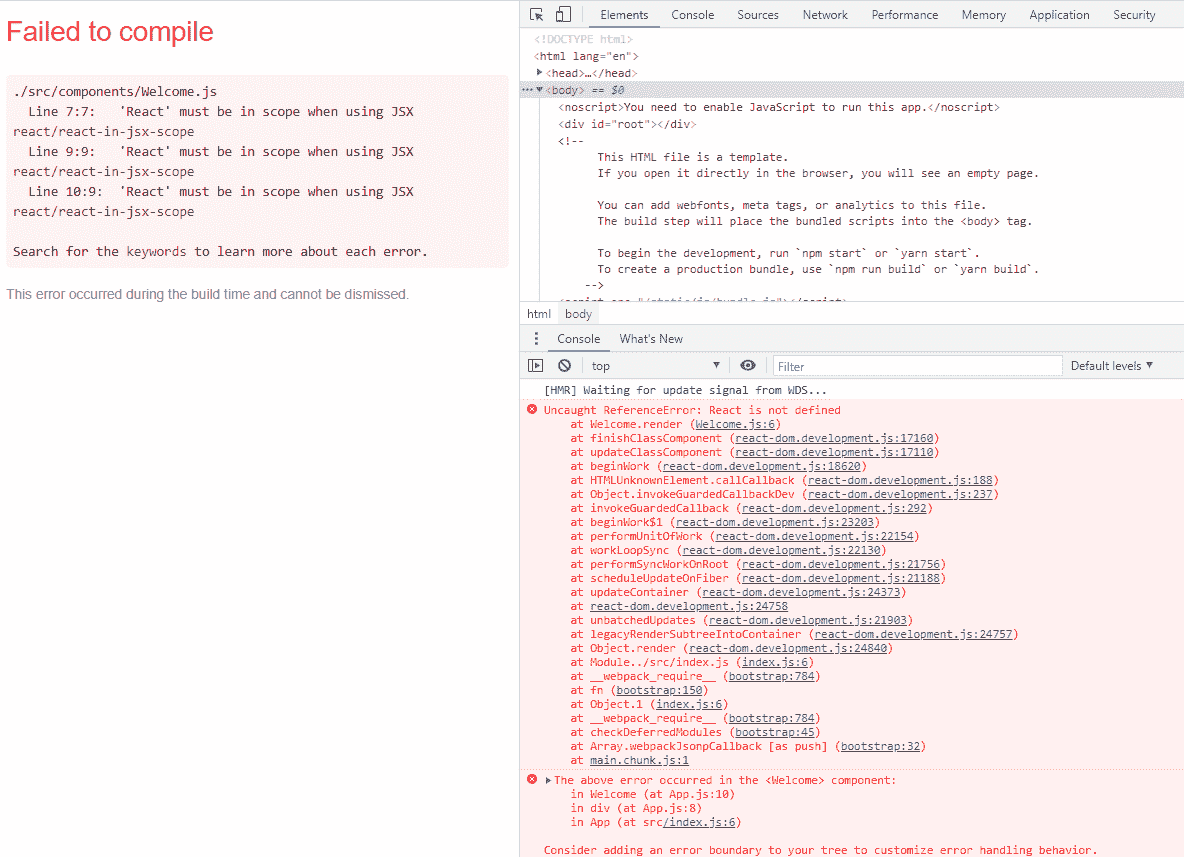 Failed to compile
./src/components/Welcome.js
Line 7:7: 'React' must be in scope when using JSX
react/react-in-jsx-scope
Line 9:9: 'React' must be in scope when using JSX
react/react-in-jsx-scope
Line 10:9: 'React' must be in scope when using JSX
react/react-in-jsx-scope
Search for the keywords to learn more about each error.
This error occurred during the build time and cannot be dismissed.
Elements Console Sources Network Performance Memory Application Security
<!DOCTYPE html>
<html lang="en">
<head>…</head>
<body> == $0
<noscript>You need to enable JavaScript to run this app.</noscript>
<div id="root"></div>
<!--
This HTML file is a template.
If you open it directly in the browser, you will see an empty page.
You can add webfonts, meta tags, or analytics to this file.
The build step will place the bundled scripts into the <body> tag.
To begin the development, run `npm start` or `yarn start`.
To create a production bundle, use `npm run build` or `yarn build`.
-->
<script src="/static/js/bundle.js"></script>
html body
Console What's New
top Filter Default levels
[HMR] Waiting for update signal from WDS...
Uncaught ReferenceError: React is not defined
at Welcome.render (Welcome.js:6)
at finishClassComponent (react-dom.development.js:17160)
at updateClassComponent (react-dom.development.js:17110)
at beginWork (react-dom.development.js:18620)
at HTMLUnknownElement.callCallback (react-dom.development.js:188)
at Object.invokeGuardedCallbackDev (react-dom.development.js:237)
at invokeGuardedCallback (react-dom.development.js:292)
at beginWork$1 (react-dom.development.js:23203)
at performUnitOfWork (react-dom.development.js:22154)
at workLoopSync (react-dom.development.js:22130)
at performSyncWorkOnRoot (react-dom.development.js:21756)
at scheduleUpdateOnFiber (react-dom.development.js:21188)
at updateContainer (react-dom.development.js:24373)
at react-dom.development.js:24758
at unbatchedUpdates (react-dom.development.js:21903)
at legacyRenderSubtreeIntoContainer (react-dom.development.js:24757)
at Object.render (react-dom.development.js:24840)
at Module../src/index.js (index.js:6)
at __webpack_require__ (bootstrap:784)
at fn (bootstrap:150)
at Object.1 (index.js:6)
at __webpack_require__ (bootstrap:784)
at checkDeferredModules (bootstrap:45)
at Array.webpackJsonpCallback [as push] (bootstrap:32)
at main.chunk.js:1
The above error occurred in the <Welcome> component:
in Welcome (at App.js:10)
in div (at App.js:8)
in App (at src/index.js:6)
Consider adding an error boundary to your tree to customize error handling behavior.